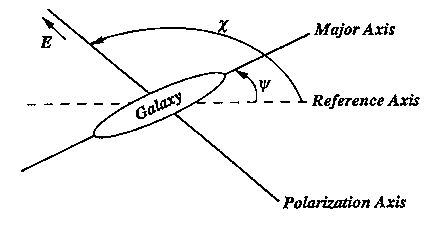 χ
E
Major Axis
ψ
Galaxy
Reference Axis
Polarization Axis